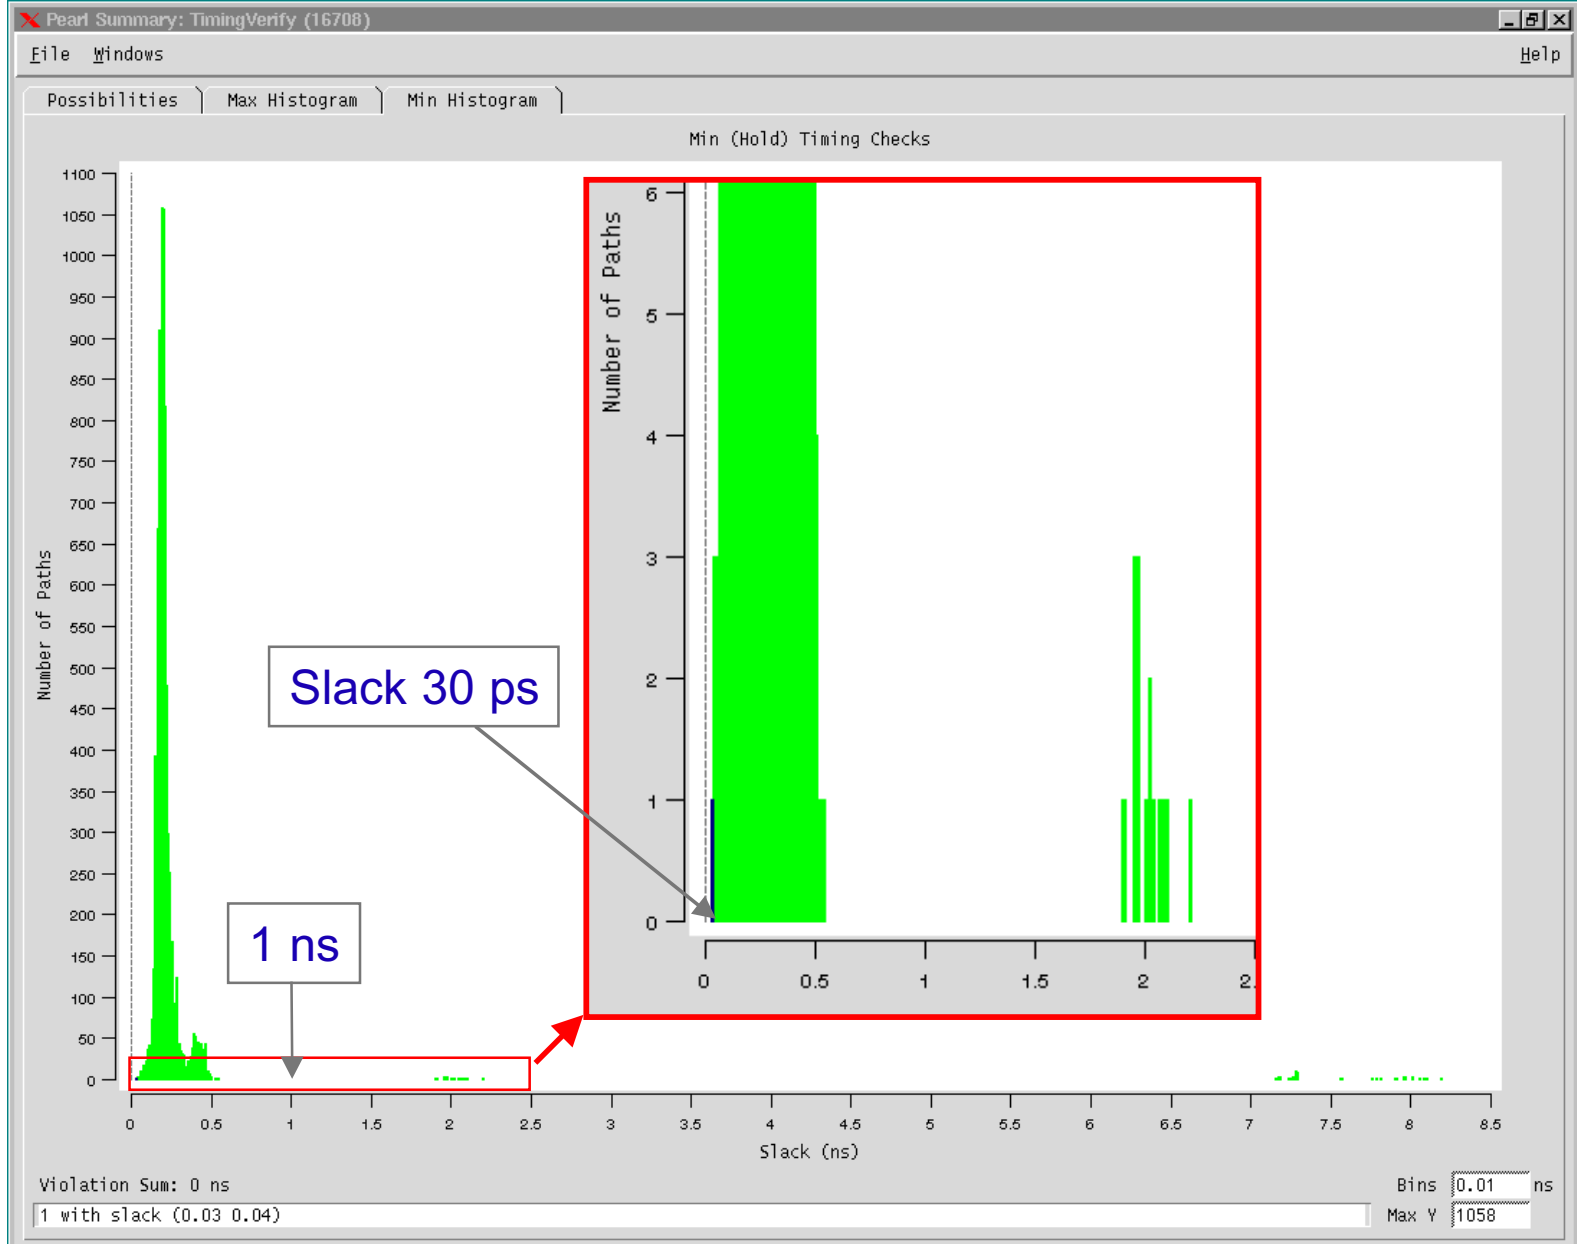 Pearl Summary: TimingVerify (16708)
File Windows Help
Possibilities Max Histogram Min Histogram
Min (Hold) Timing Checks
Number of Paths
1100
1050
1000
950
900
850
800
750
700
650
600
550
500
450
400
350
300
250
200
150
100
50
0
Number of Paths
6
5
4
3
2
1
0
0 0.5 1 1.5 2 2.
Slack 30 ps
1 ns
0 0.5 1 1.5 2 2.5 3 3.5 4 4.5 5 5.5 6 6.5 7 7.5 8 8.5
Slack (ns)
Violation Sum: 0 ns
Bins 0.01 ns
1 with slack (0.03 0.04)
Max Y 1058